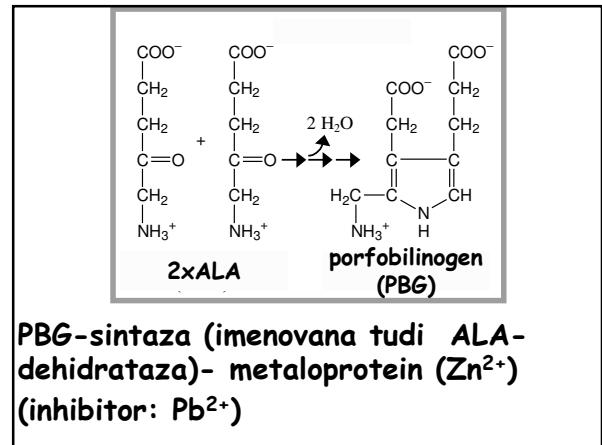 COO⁻ COO⁻ COO⁻
CH₂ CH₂ COO⁻ CH₂
CH₂ + CH₂ 2 H₂O CH₂ CH₂
C=O C=O C C
CH₂ CH₂ H₂C C CH
NH₃⁺ NH₃⁺ NH₃⁺ N
H
2xALA porfobilinogen
(PBG)
PBG-sintaza (imenovana tudi ALA-
dehidrataza)- metaloprotein (Zn²⁺)
(inhibitor: Pb²⁺)